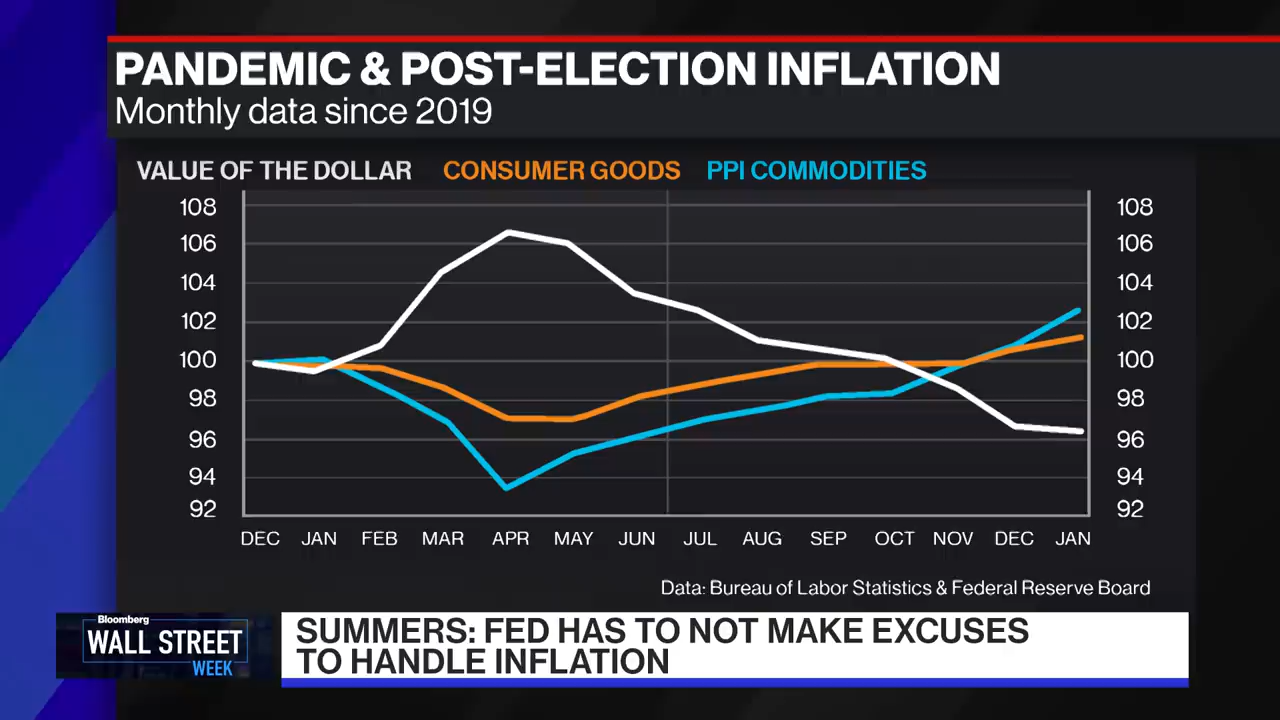 PANDEMIC & POST-ELECTION INFLATION
Monthly data since 2019
VALUE OF THE DOLLAR CONSUMER GOODS PPI COMMODITIES
108 108
106 106
104 104
102 102
100 100
98 98
96 96
94 94
92 92
DEC JAN FEB MAR APR MAY JUN JUL AUG SEP OCT NOV DEC JAN
Data: Bureau of Labor Statistics & Federal Reserve Board
Bloomberg
WALL STREET
WEEK
SUMMERS: FED HAS TO NOT MAKE EXCUSES
TO HANDLE INFLATION